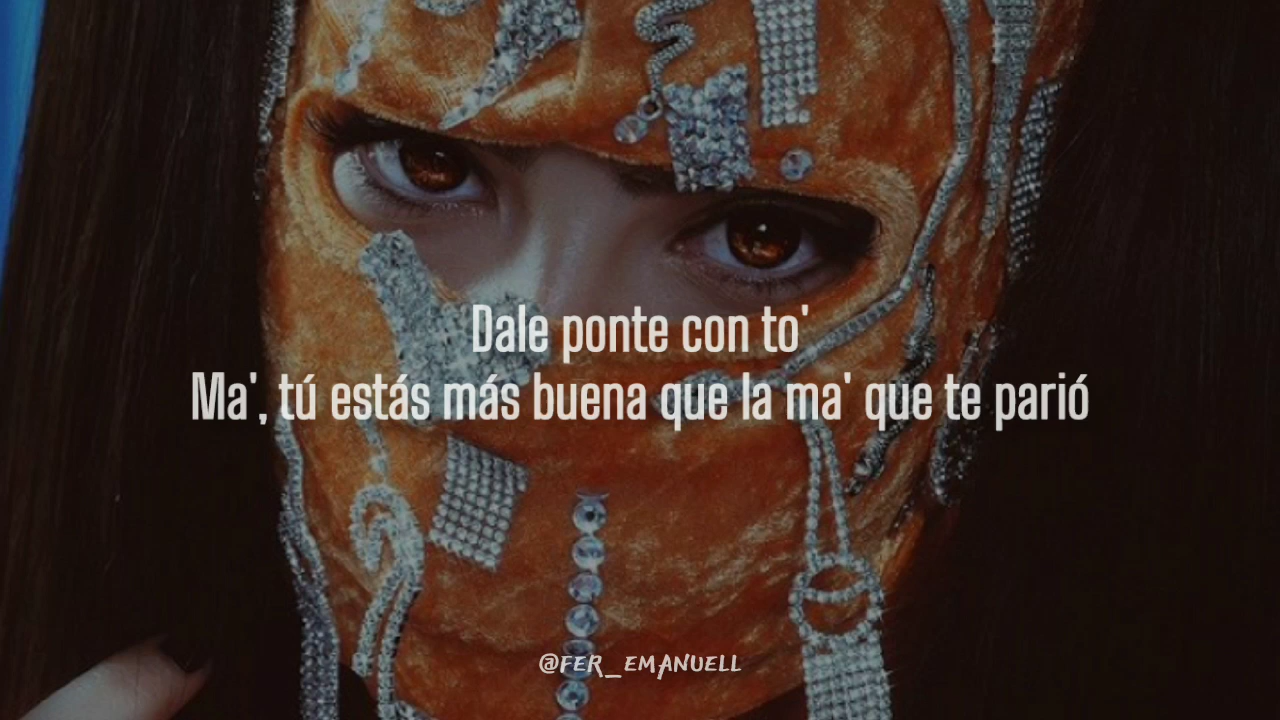 Dale ponte con to'
Ma', tú estás más buena que la ma' que te parió
@FER_EMANUELL